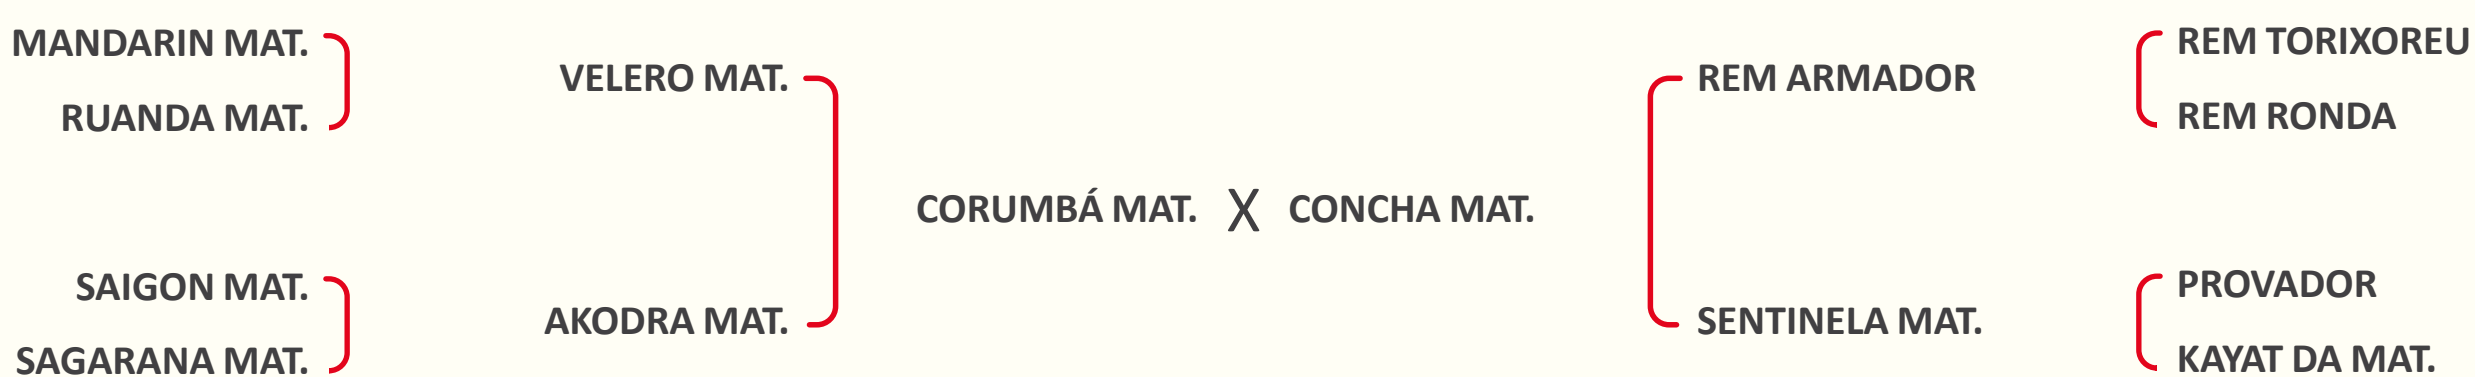 MANDARIN MAT.
RUANDA MAT.
SAIGON MAT.
SAGARANA MAT.
VELERO MAT.
AKODRA MAT.
CORUMBÁ MAT. X CONCHA MAT.
REM ARMADOR
SENTINELA MAT.
REM TORIXOREU
REM RONDA
PROVADOR
KAYAT DA MAT.